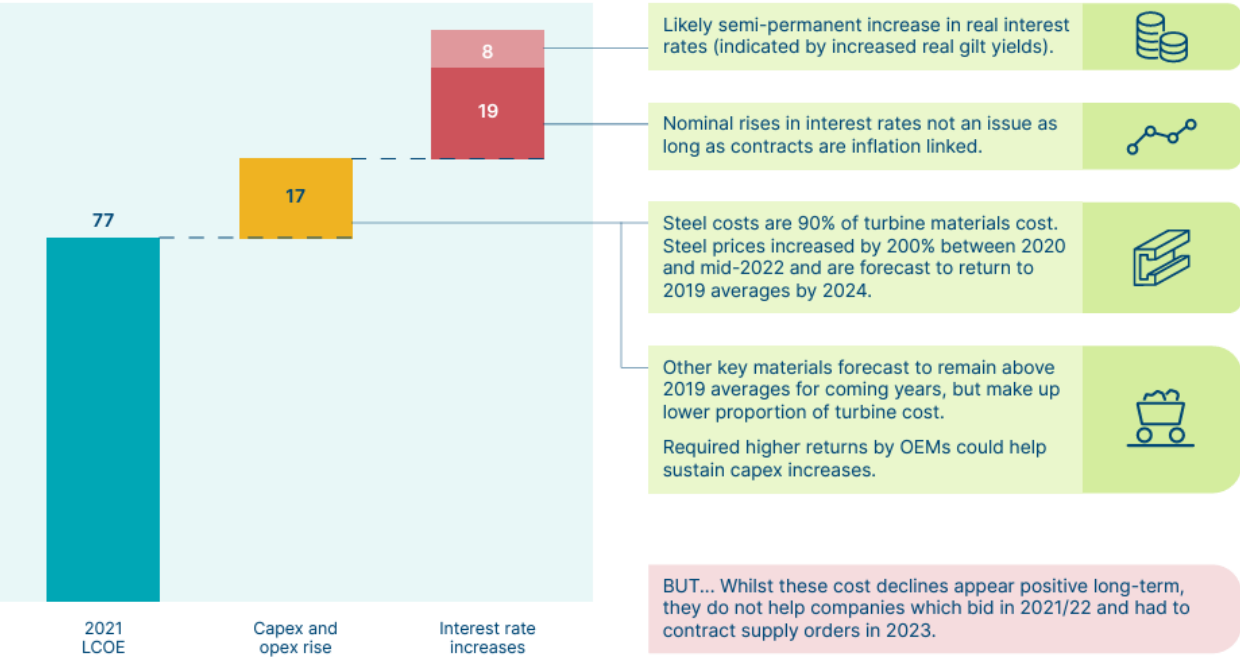 8
19
17
77
2021
LCOE
Capex and
opex rise
Interest rate
increases
Likely semi-permanent increase in real interest
rates (indicated by increased real gilt yields).
Nominal rises in interest rates not an issue as
long as contracts are inflation linked.
Steel costs are 90% of turbine materials cost.
Steel prices increased by 200% between 2020
and mid-2022 and are forecast to return to
2019 averages by 2024.
Other key materials forecast to remain above
2019 averages for coming years, but make up
lower proportion of turbine cost.
Required higher returns by OEMs could help
sustain capex increases.
BUT... Whilst these cost declines appear positive long-term,
they do not help companies which bid in 2021/22 and had to
contract supply orders in 2023.